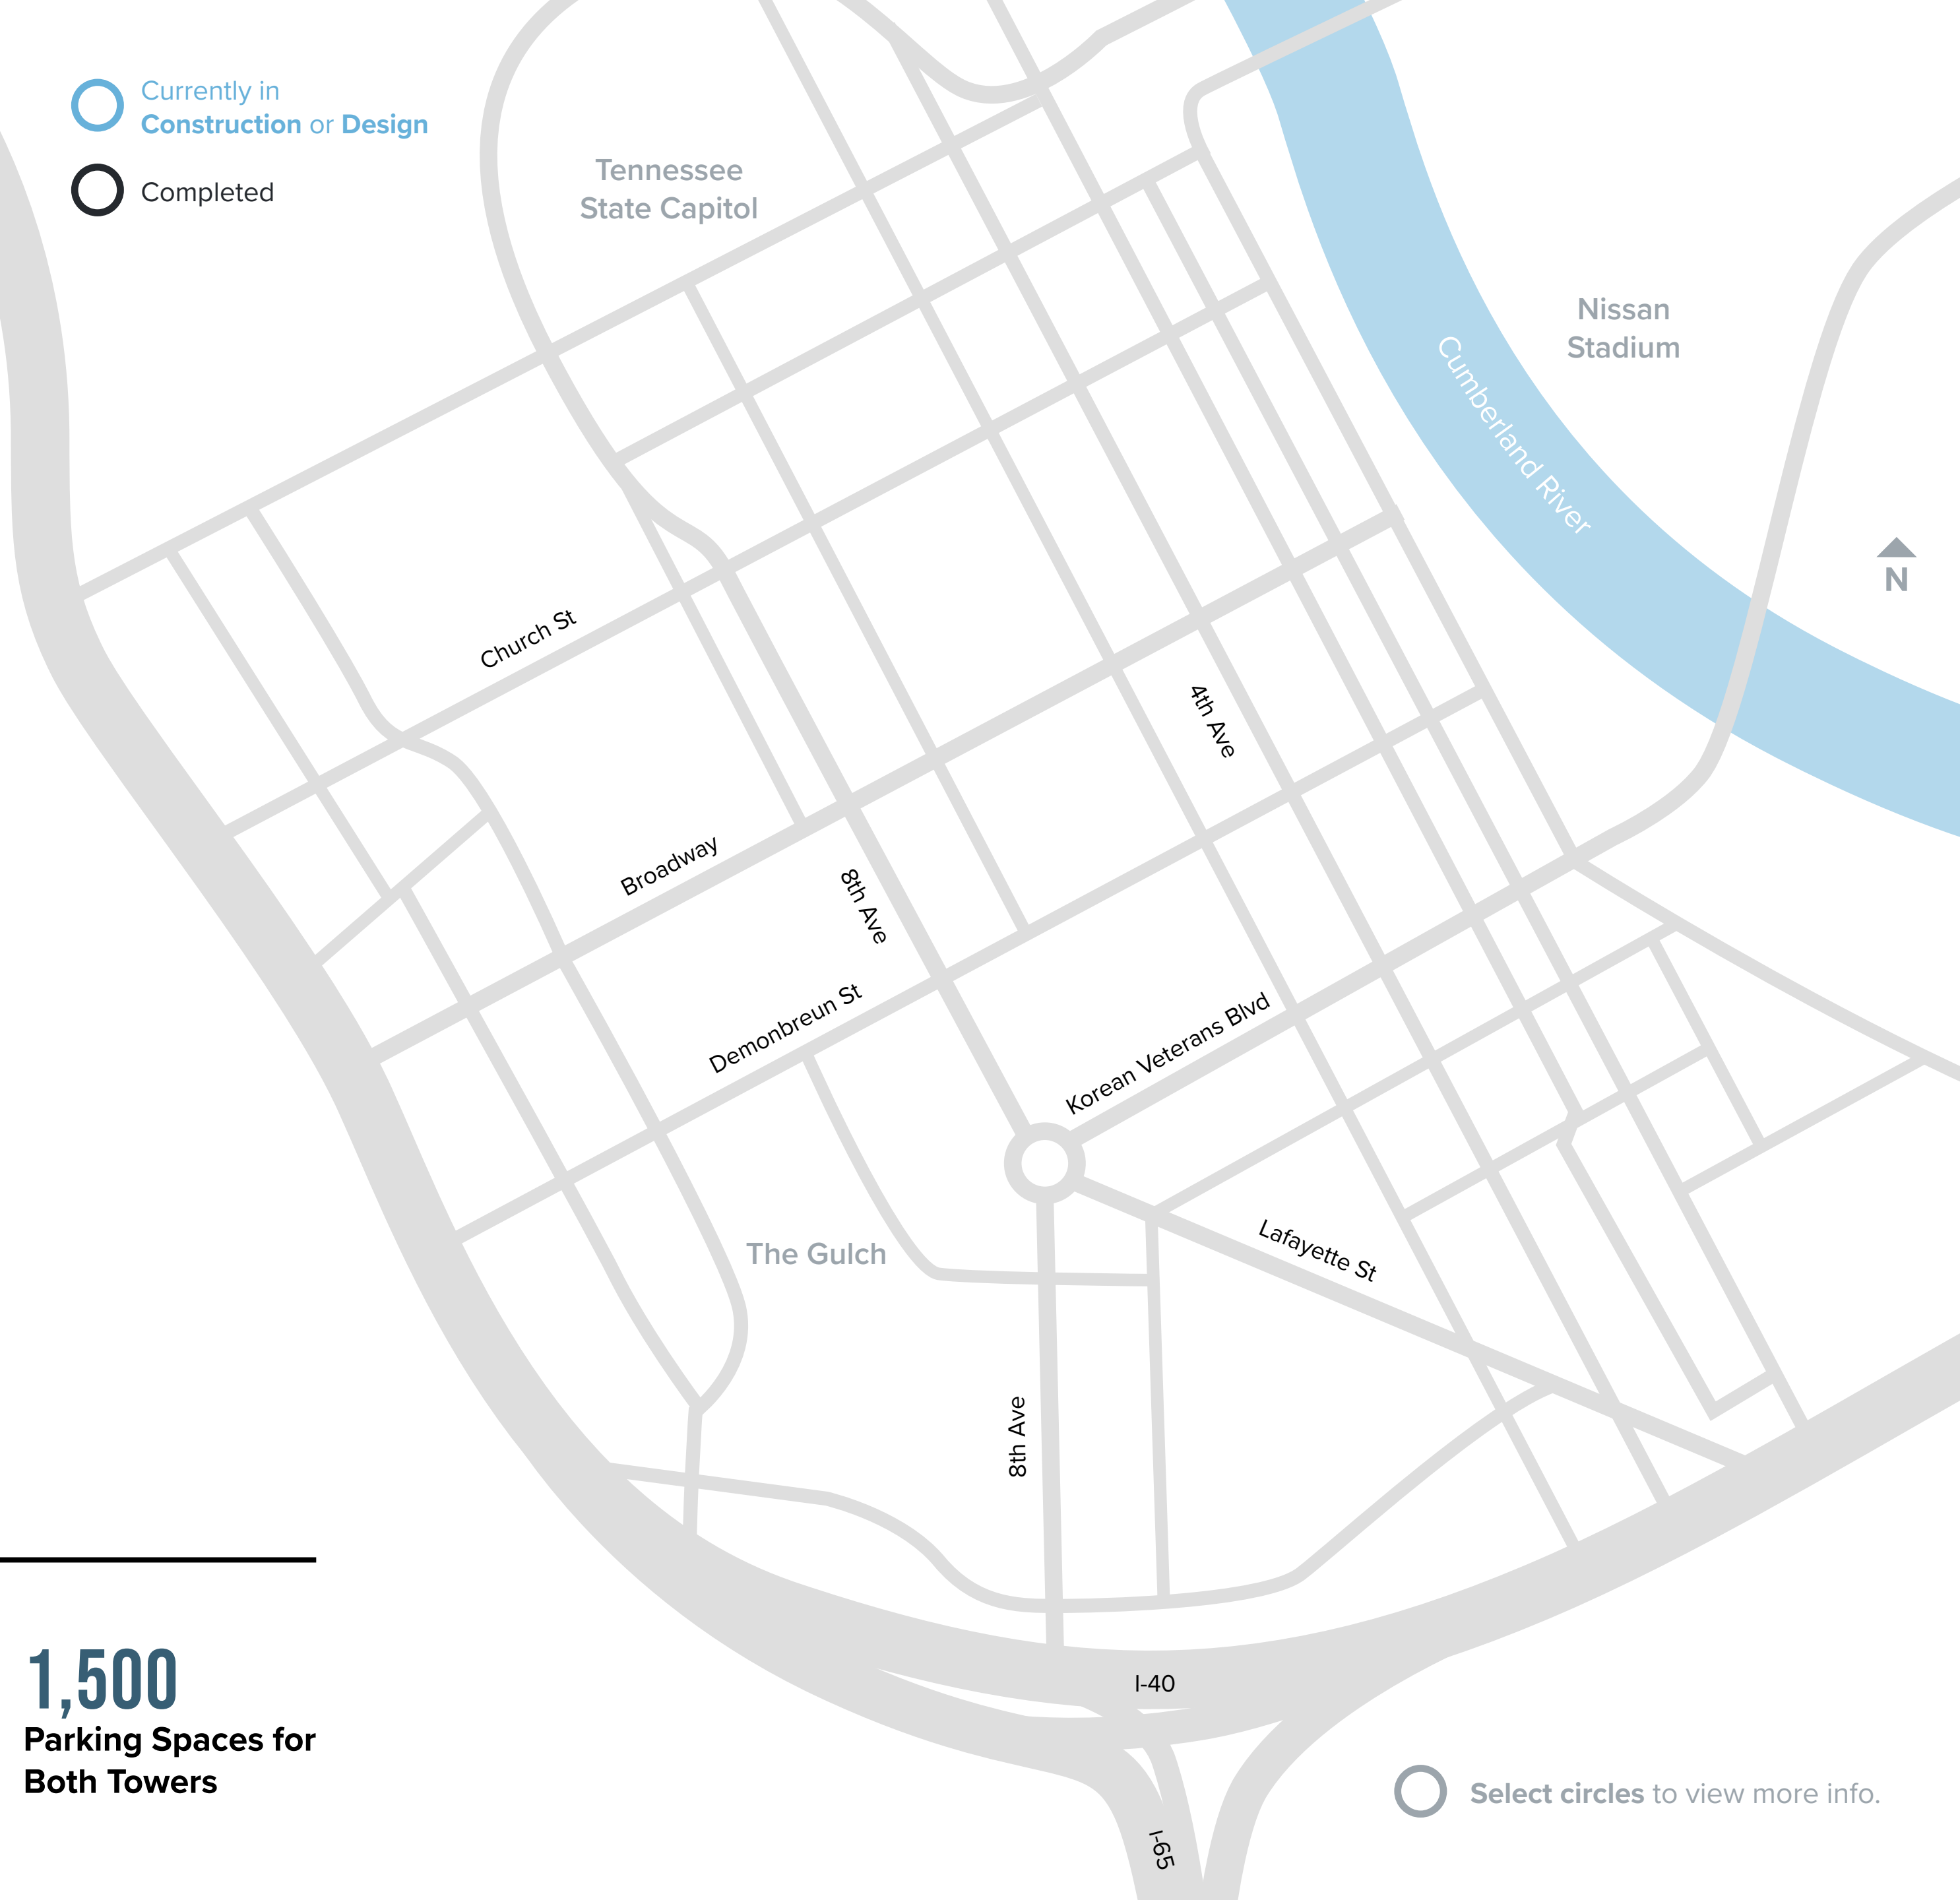 Currently in
Construction or Design
Completed
Tennessee
State Capitol
Nissan
Stadium
Cumberland River
N
Church St
4th Ave
Broadway
8th Ave
Demonbreun St
Korean Veterans Blvd
The Gulch
Lafayette St
8th Ave
1,500
Parking Spaces for
Both Towers
I-40
Select circles to view more info.
I-65